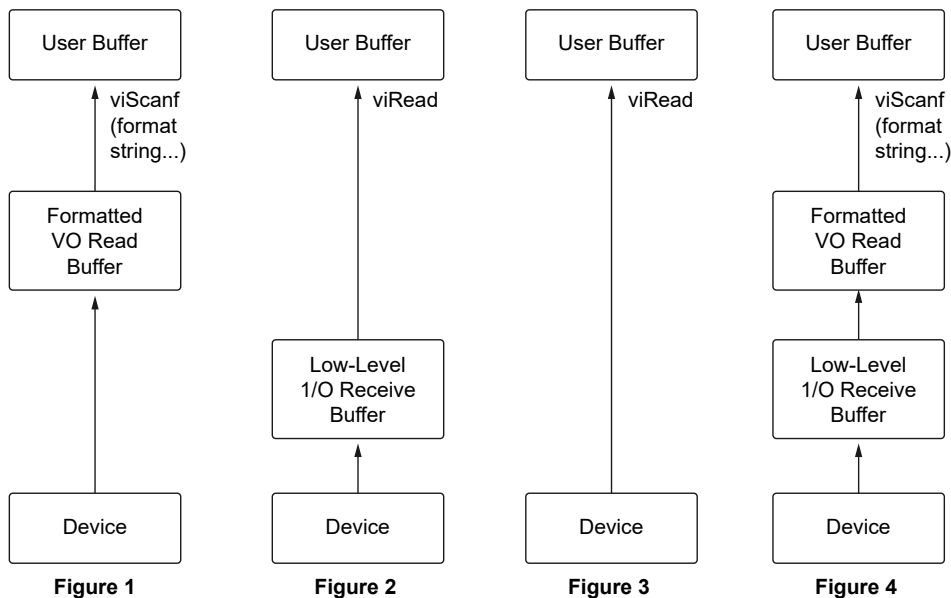 User Buffer
viScanf
(format
string...)
Formatted
VO Read
Buffer
Device
Figure 1
User Buffer
viRead
Low-Level
1/O Receive
Buffer
Device
Figure 2
User Buffer
viRead
Device
Figure 3
User Buffer
viScanf
(format
string...)
Formatted
VO Read
Buffer
Low-Level
1/O Receive
Buffer
Device
Figure 4